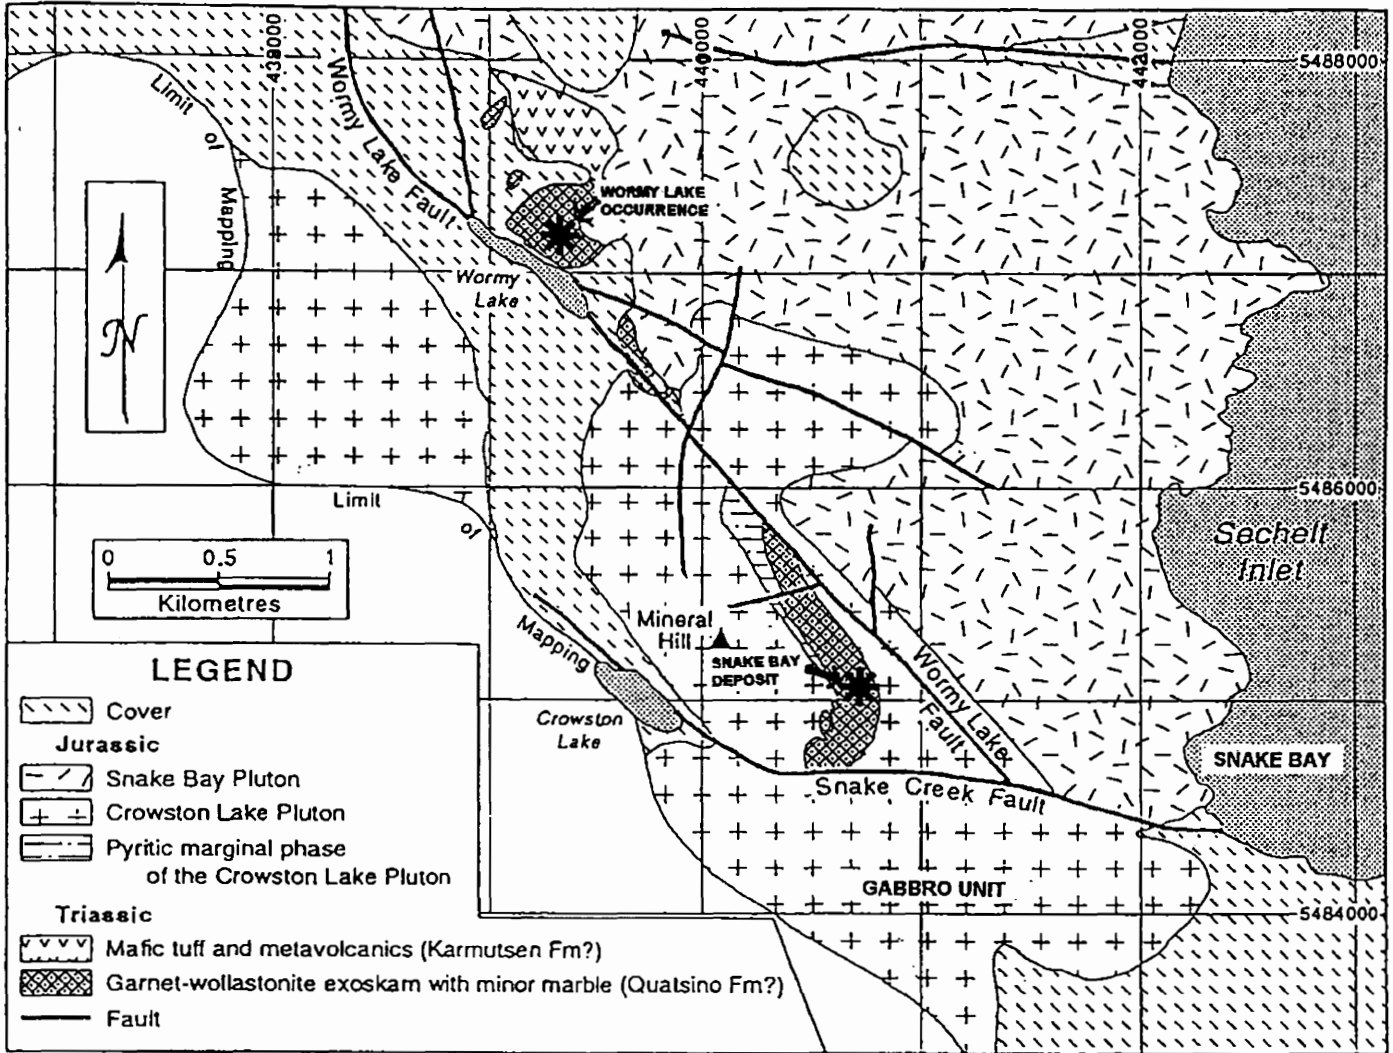 438000
440000
442000
5488000
Limit
of
Mapping
Wormy Lake Fault
WORMY LAKE
OCCURRENCE
Wormy
Lake
N
Limit
of
Mapping
5486000
Sechelt
Inlet
0 0.5 1
Kilometres
Mineral
Hill
SNAKE BAY
DEPOSIT
Wormy Lake
Fault
Crowston
Lake
SNAKE BAY
Snake Creek Fault
GABBRO UNIT
5484000
LEGEND
Cover
Jurassic
Snake Bay Pluton
Crowston Lake Pluton
Pyritic marginal phase
of the Crowston Lake Pluton
Triassic
Mafic tuff and metavolcanics (Karmutsen Fm?)
Garnet-wollastonite exoskarn with minor marble (Quatsino Fm?)
Fault